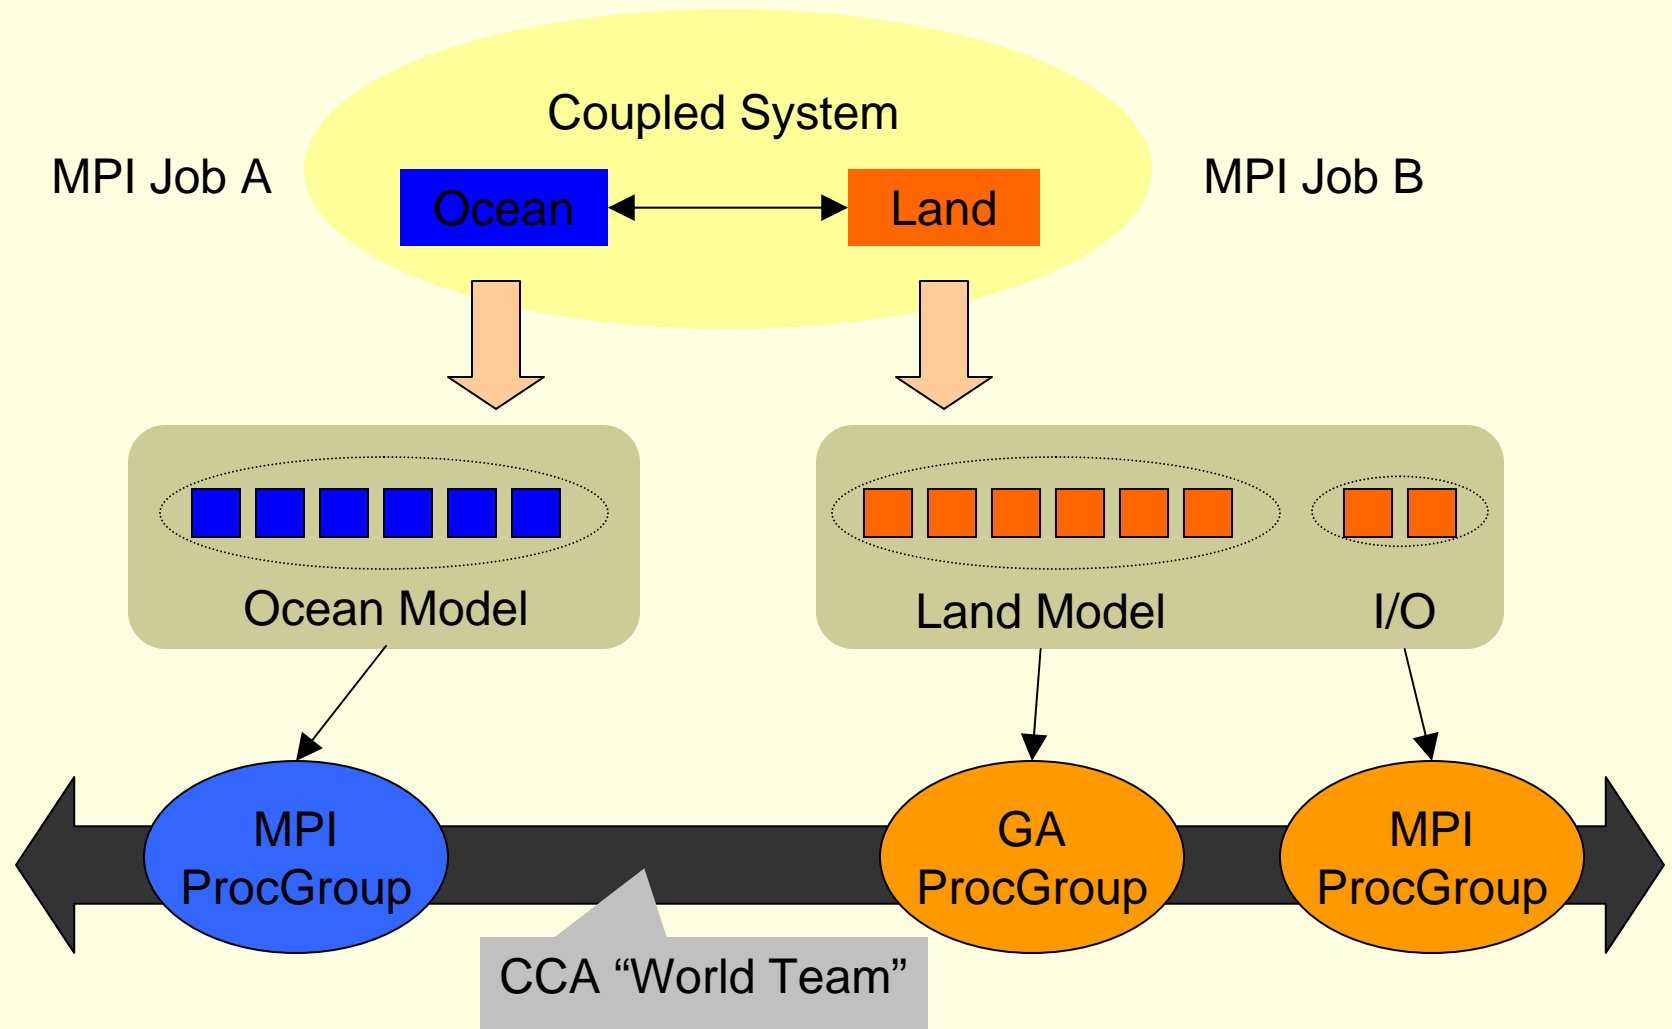 Coupled System
MPI Job A
MPI Job B
Ocean
Land
Ocean Model
Land Model
I/O
MPI
ProcGroup
GA
ProcGroup
MPI
ProcGroup
CCA “World Team”